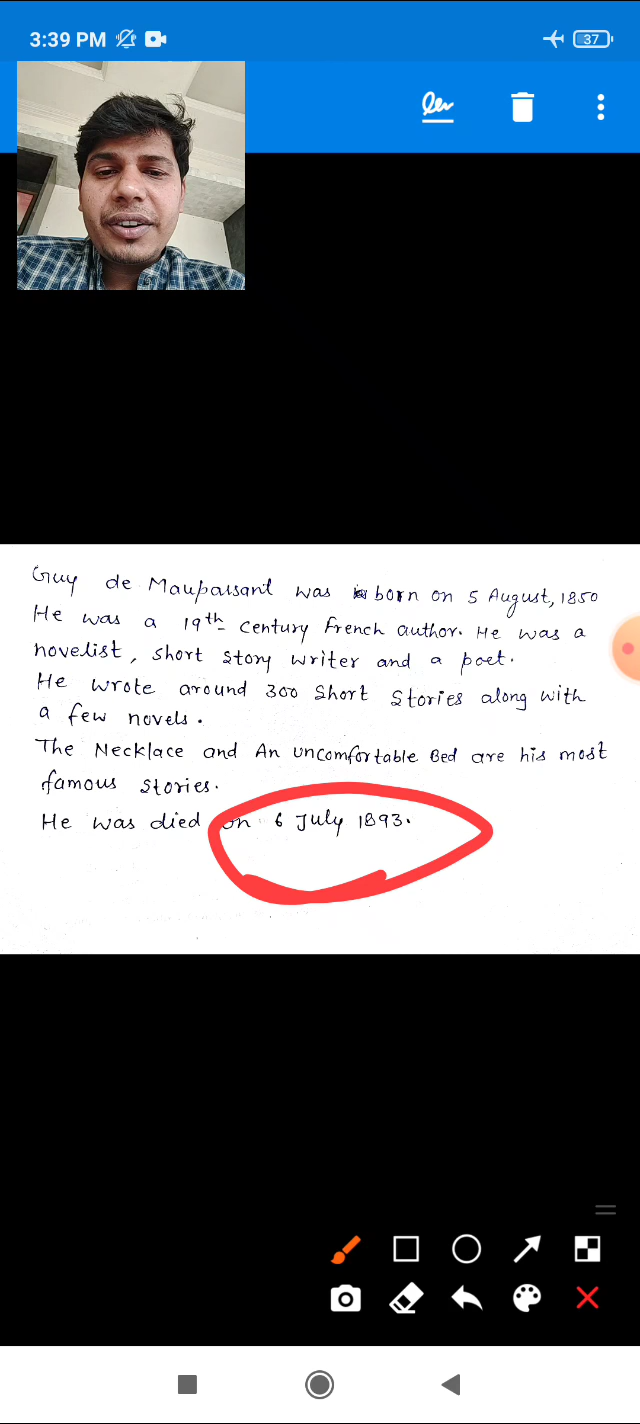 3:39 PM
37
Guy de Maupassant was born on 5 August, 1850
He was a 19th century French author. He was a
novelist, short story writer and a poet.
He wrote around 300 short stories along with
a few novels.
The Necklace and An uncomfortable Bed are his most
famous stories.
He was died on 6 July 1893.